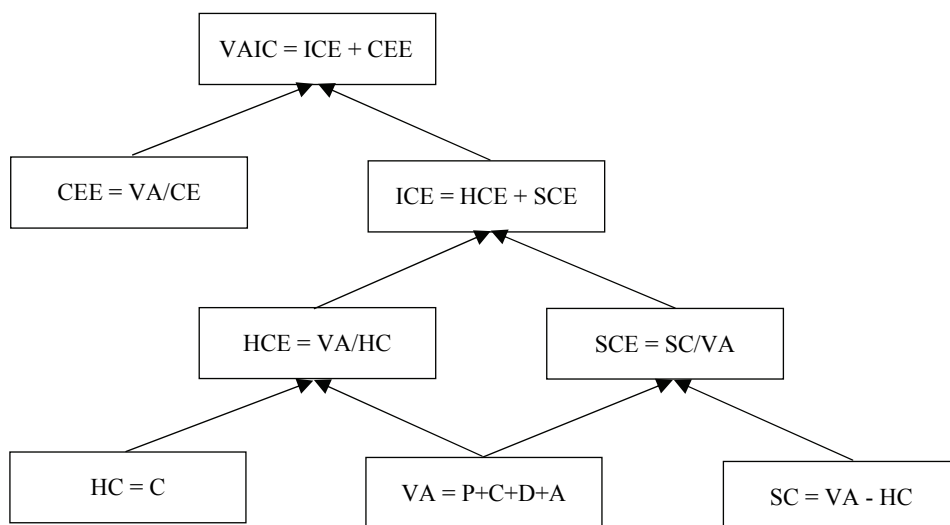 VAIC = ICE + CEE
CEE = VA/CE
ICE = HCE + SCE
HCE = VA/HC
SCE = SC/VA
HC = C
VA = P+C+D+A
SC = VA - HC